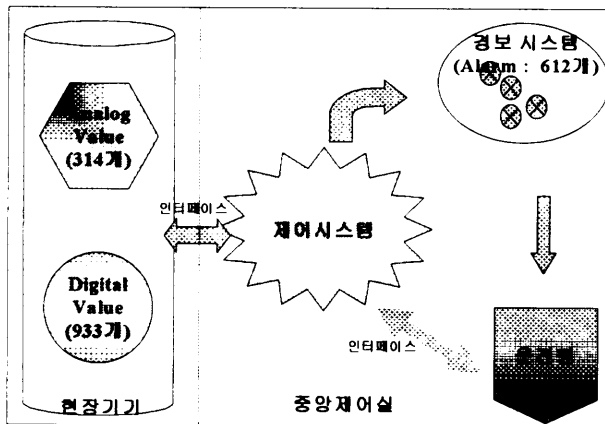 Analog
Value
(314개)
Digital
Value
(933개)
현장기기
인터페이스
제어시스템
중앙제어실
경보 시스템
(Alarm : 612개)
인터페이스